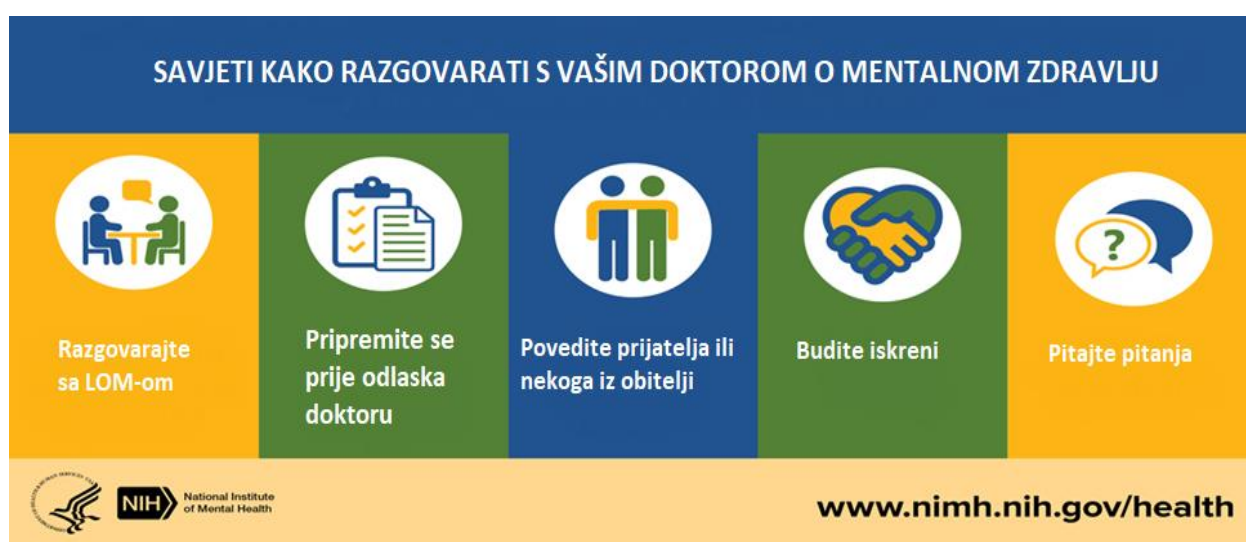 SAVJETI KAKO RAZGOVARATI S VAŠIM DOKTOROM O MENTALNOM ZDRAVLJU
Razgovarajte
sa LOM-om
Pripremite se
prije odlaska
doktoru
Povedite prijatelja ili
nekoga iz obitelji
Budite iskreni
?
Pitajte pitanja
NIH
National Institute
of Mental Health
www.nimh.nih.gov/health